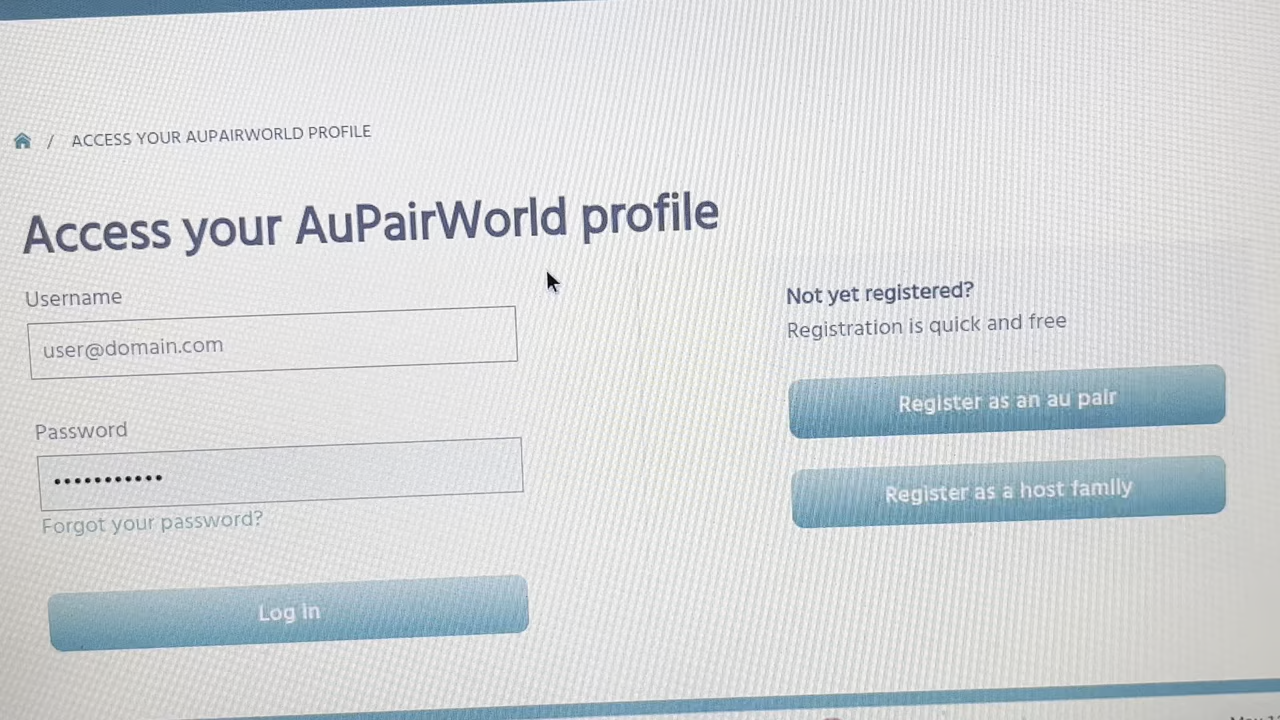 / ACCESS YOUR AUPAIRWORLD PROFILE
Access your AuPairWorld profile
Username
user@domain.com
Password
•••••••••••
Forgot your password?
Log in
Not yet registered?
Registration is quick and free
Register as an au pair
Register as a host family